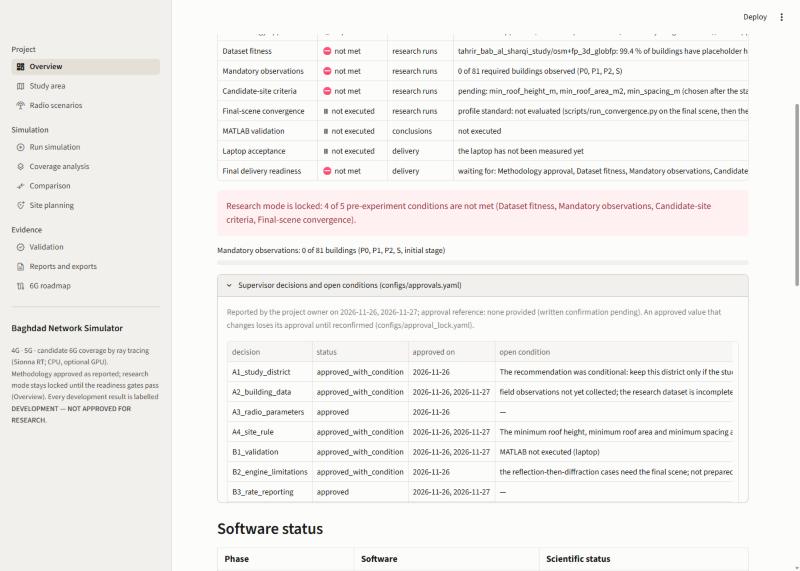 Deploy
Project
Overview
Study area
Radio scenarios
Simulation
Run simulation
Coverage analysis
Comparison
Site planning
Evidence
Validation
Reports and exports
6G roadmap
Baghdad Network Simulator
4G · 5G · candidate 6G coverage by ray tracing
(Sionna RT; CPU, optional GPU).
Methodology approved as reported; research
mode stays locked until the readiness gates pass
(Overview). Every development result is labelled
DEVELOPMENT — NOT APPROVED FOR
RESEARCH.
Dataset fitness not met research runs tahrir_bab_al_sharqi_study/osm+fp_3d_globfp: 99.4 % of buildings have placeholder h
Mandatory observations not met research runs 0 of 81 required buildings observed (P0, P1, P2, S)
Candidate-site criteria not met research runs pending: min_roof_height_m, min_roof_area_m2, min_spacing_m (chosen after the sta
Final-scene convergence not executed research runs profile standard: not evaluated (scripts/run_convergence.py on the final scene, then the
MATLAB validation not executed conclusions not executed
Laptop acceptance not executed delivery the laptop has not been measured yet
Final delivery readiness not met delivery waiting for: Methodology approval, Dataset fitness, Mandatory observations, Candidate
Research mode is locked: 4 of 5 pre-experiment conditions are not met (Dataset fitness, Mandatory observations, Candidate-site
criteria, Final-scene convergence).
Mandatory observations: 0 of 81 buildings (P0, P1, P2, S, initial stage)
Supervisor decisions and open conditions (configs/approvals.yaml)
Reported by the project owner on 2026-11-26, 2026-11-27; approval reference: none provided (written confirmation pending). An approved value that
changes loses its approval until reconfirmed (configs/approval_lock.yaml).
decision status approved on open condition
A1_study_district approved_with_condition 2026-11-26 The recommendation was conditional: keep this district only if the stu
A2_building_data approved_with_condition 2026-11-26, 2026-11-27 field observations not yet collected; the research dataset is incomplete
A3_radio_parameters approved 2026-11-26 —
A4_site_rule approved_with_condition 2026-11-26, 2026-11-27 The minimum roof height, minimum roof area and minimum spacing a
B1_validation approved_with_condition 2026-11-26, 2026-11-27 MATLAB not executed (laptop)
B2_engine_limitations approved_with_condition 2026-11-26 the reflection-then-diffraction cases need the final scene; not prepared
B3_rate_reporting approved 2026-11-26, 2026-11-27 —
Software status
Phase Software Scientific status